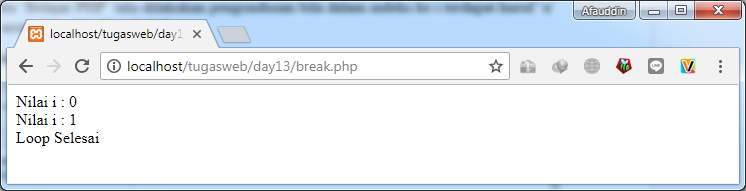 Afauddin
localhost/tugasweb/day1
localhost/tugasweb/day13/break.php
Nilai i : 0
Nilai i : 1
Loop Selesai